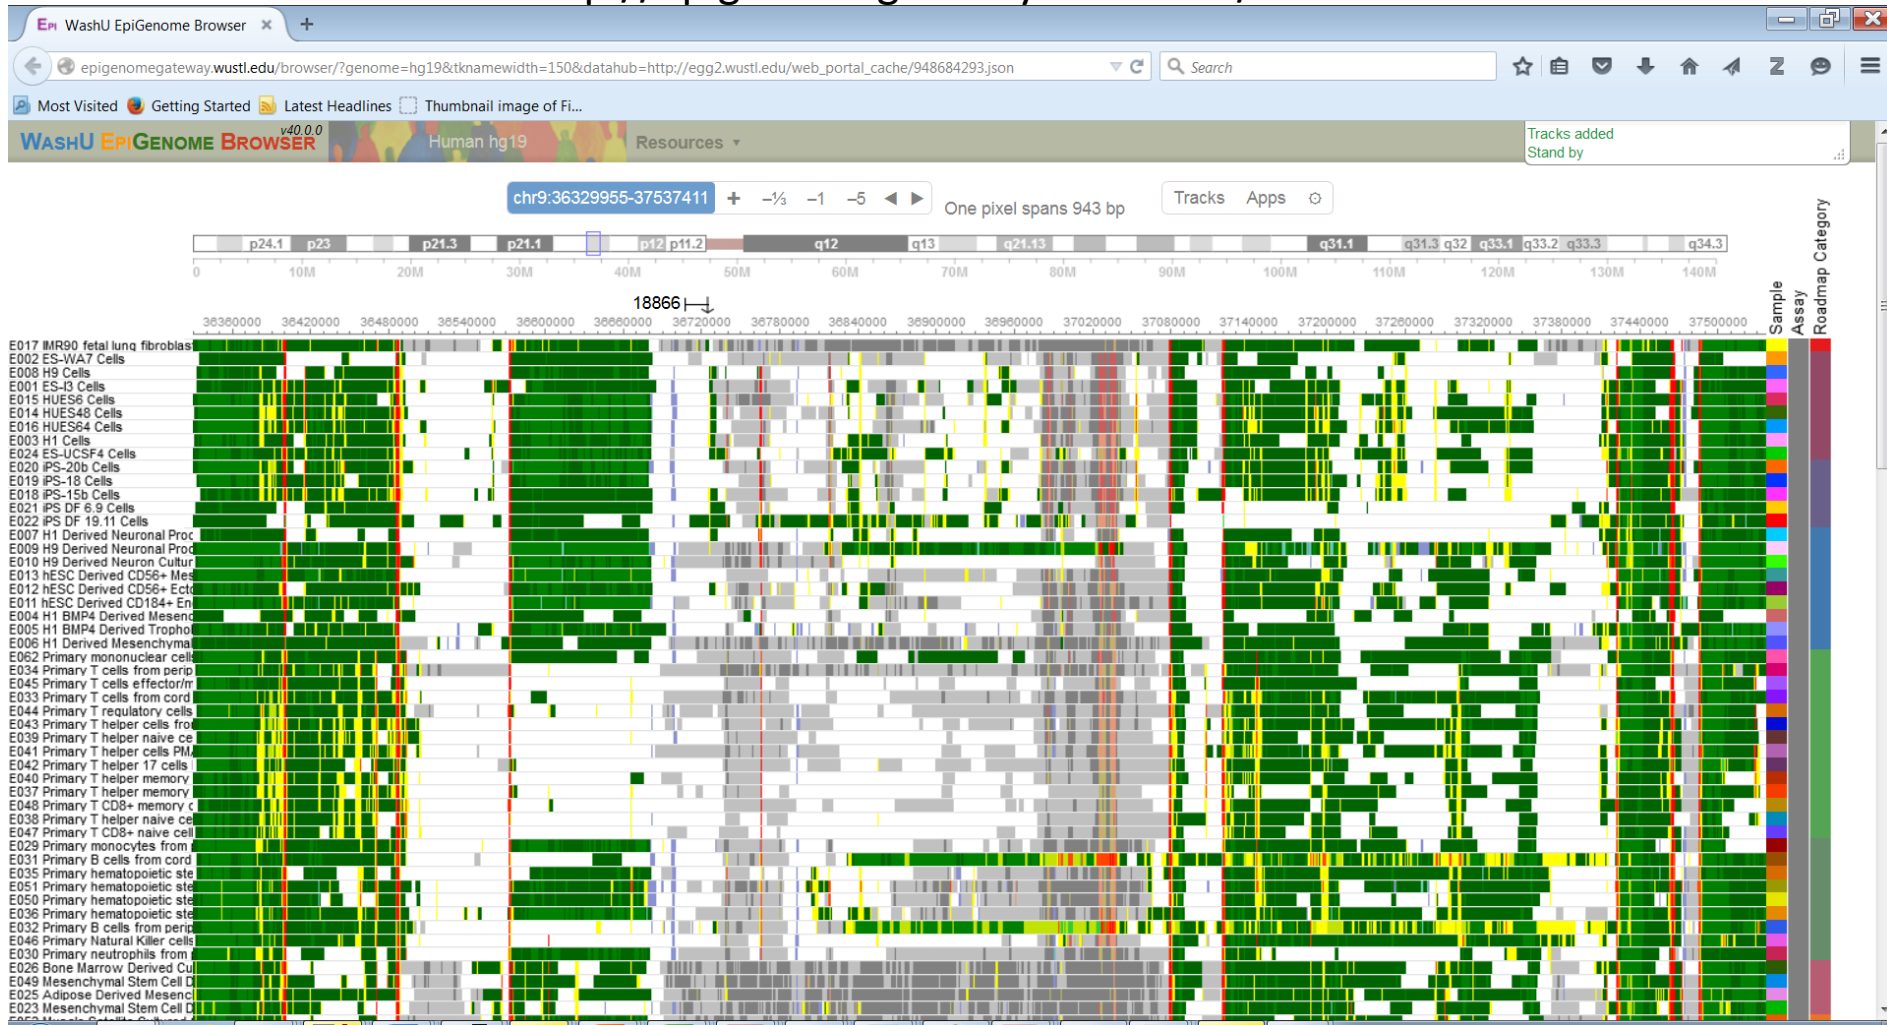 WashU EpiGenome Browser
epigenomegateway.wustl.edu/browser/?genome=hg19&tknamewidth=150&datahub=http://egg2.wustl.edu/web_portal_cache/948684293.json
Search
Most Visited Getting Started Latest Headlines Thumbnail image of Fi...
WASHU EPIGENOME BROWSER v40.0.0 Human hg19 Resources
Tracks added
Stand by
chr9:36329955-37537411 + –⅓ –1 –5 One pixel spans 943 bp Tracks Apps
p24.1 p23 p21.3 p21.1 p12 p11.2 q12 q13 q21.13 q31.1 q31.3 q32 q33.1 q33.2 q33.3 q34.3
0 10M 20M 30M 40M 50M 60M 70M 80M 90M 100M 110M 120M 130M 140M
18866
36360000 36420000 36480000 36540000 36600000 36660000 36720000 36780000 36840000 36900000 36960000 37020000 37080000 37140000 37200000 37260000 37320000 37380000 37440000 37500000
Sample
Assay
Roadmap Category
E017 IMR90 fetal lung fibroblas
E002 ES-WA7 Cells
E008 H9 Cells
E001 ES-I3 Cells
E015 HUES6 Cells
E014 HUES48 Cells
E016 HUES64 Cells
E003 H1 Cells
E024 ES-UCSF4 Cells
E020 iPS-20b Cells
E019 iPS-18 Cells
E018 iPS-15b Cells
E021 iPS DF 6.9 Cells
E022 iPS DF 19.11 Cells
E007 H1 Derived Neuronal Prog
E009 H9 Derived Neuronal Prog
E010 H9 Derived Neuron Cultur
E013 hESC Derived CD56+ Mes
E012 hESC Derived CD56+ Ecto
E011 hESC Derived CD184+ En
E004 H1 BMP4 Derived Mesend
E005 H1 BMP4 Derived Trophol
E006 H1 Derived Mesenchymal
E062 Primary mononuclear cells
E034 Primary T cells from perip
E045 Primary T cells effector/m
E033 Primary T cells from cord
E044 Primary T regulatory cells
E043 Primary T helper cells fro
E039 Primary T helper naive ce
E041 Primary T helper cells PM
E042 Primary T helper 17 cells
E040 Primary T helper memory
E037 Primary T helper memory
E048 Primary T CD8+ memory c
E038 Primary T helper naive ce
E047 Primary T CD8+ naive cell
E029 Primary monocytes from
E031 Primary B cells from cord
E035 Primary hematopoietic ste
E051 Primary hematopoietic ste
E050 Primary hematopoietic ste
E036 Primary hematopoietic ste
E032 Primary B cells from perip
E046 Primary Natural Killer cells
E030 Primary neutrophils from
E026 Bone Marrow Derived Cu
E049 Mesenchymal Stem Cell D
E025 Adipose Derived Mesenc
E023 Mesenchymal Stem Cell D